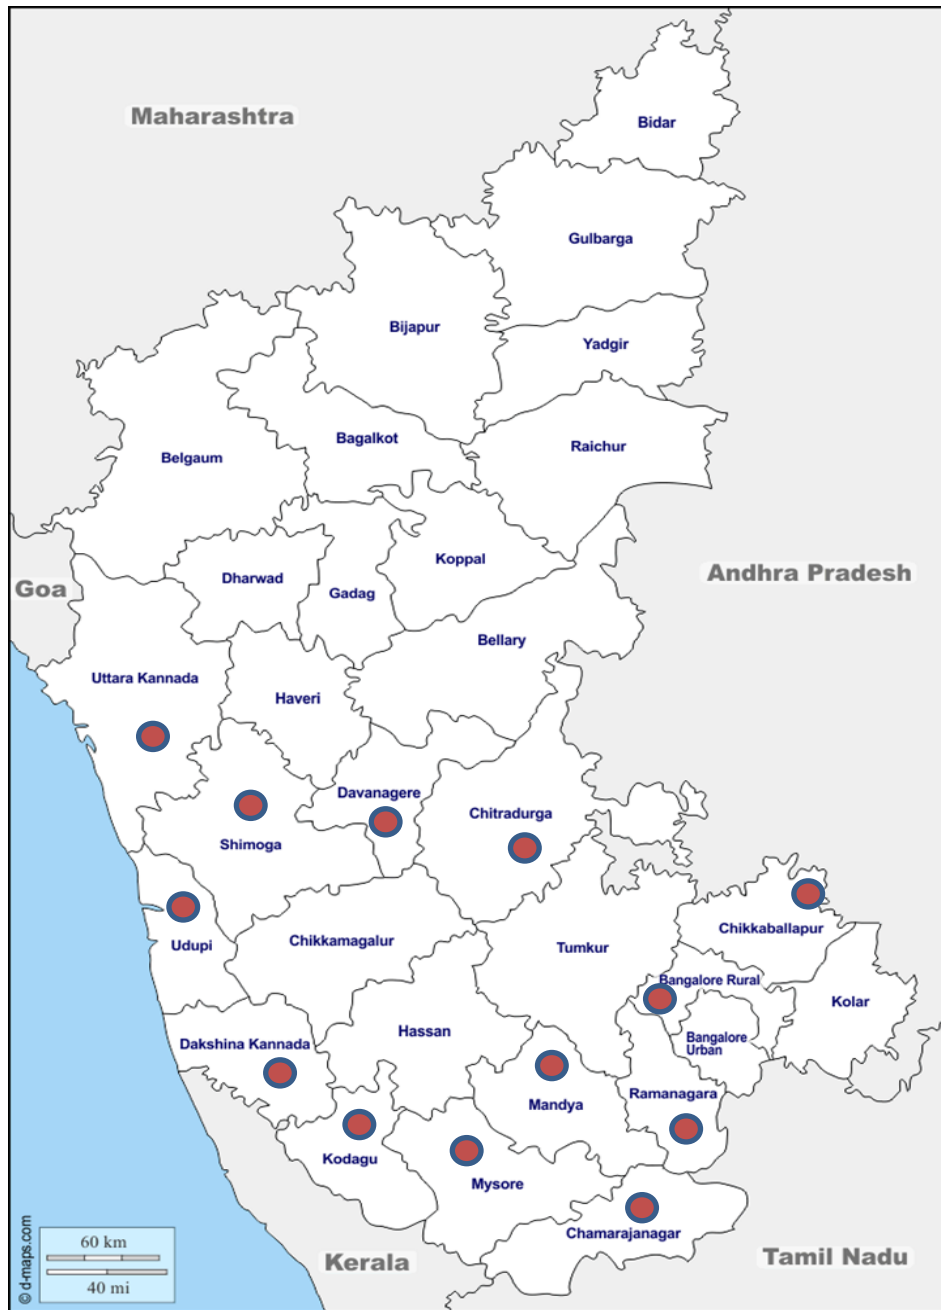 Maharashtra
Bidar
Gulbarga
Bijapur
Yadgir
Bagalkot
Raichur
Belgaum
Koppal
Dharwad
Gadag
Goa
Andhra Pradesh
Bellary
Uttara Kannada
Haveri
Davanagere
Chitradurga
Shimoga
Chikkaballapur
Udupi
Chikkamagalur
Tumkur
Bangalore Rural
Kolar
Hassan
Dakshina Kannada
Bangalore
Urban
Ramanagara
Mandya
Kodagu
Mysore
Chamarajanagar
Kerala
Tamil Nadu
60 km
40 mi
© d-maps.com